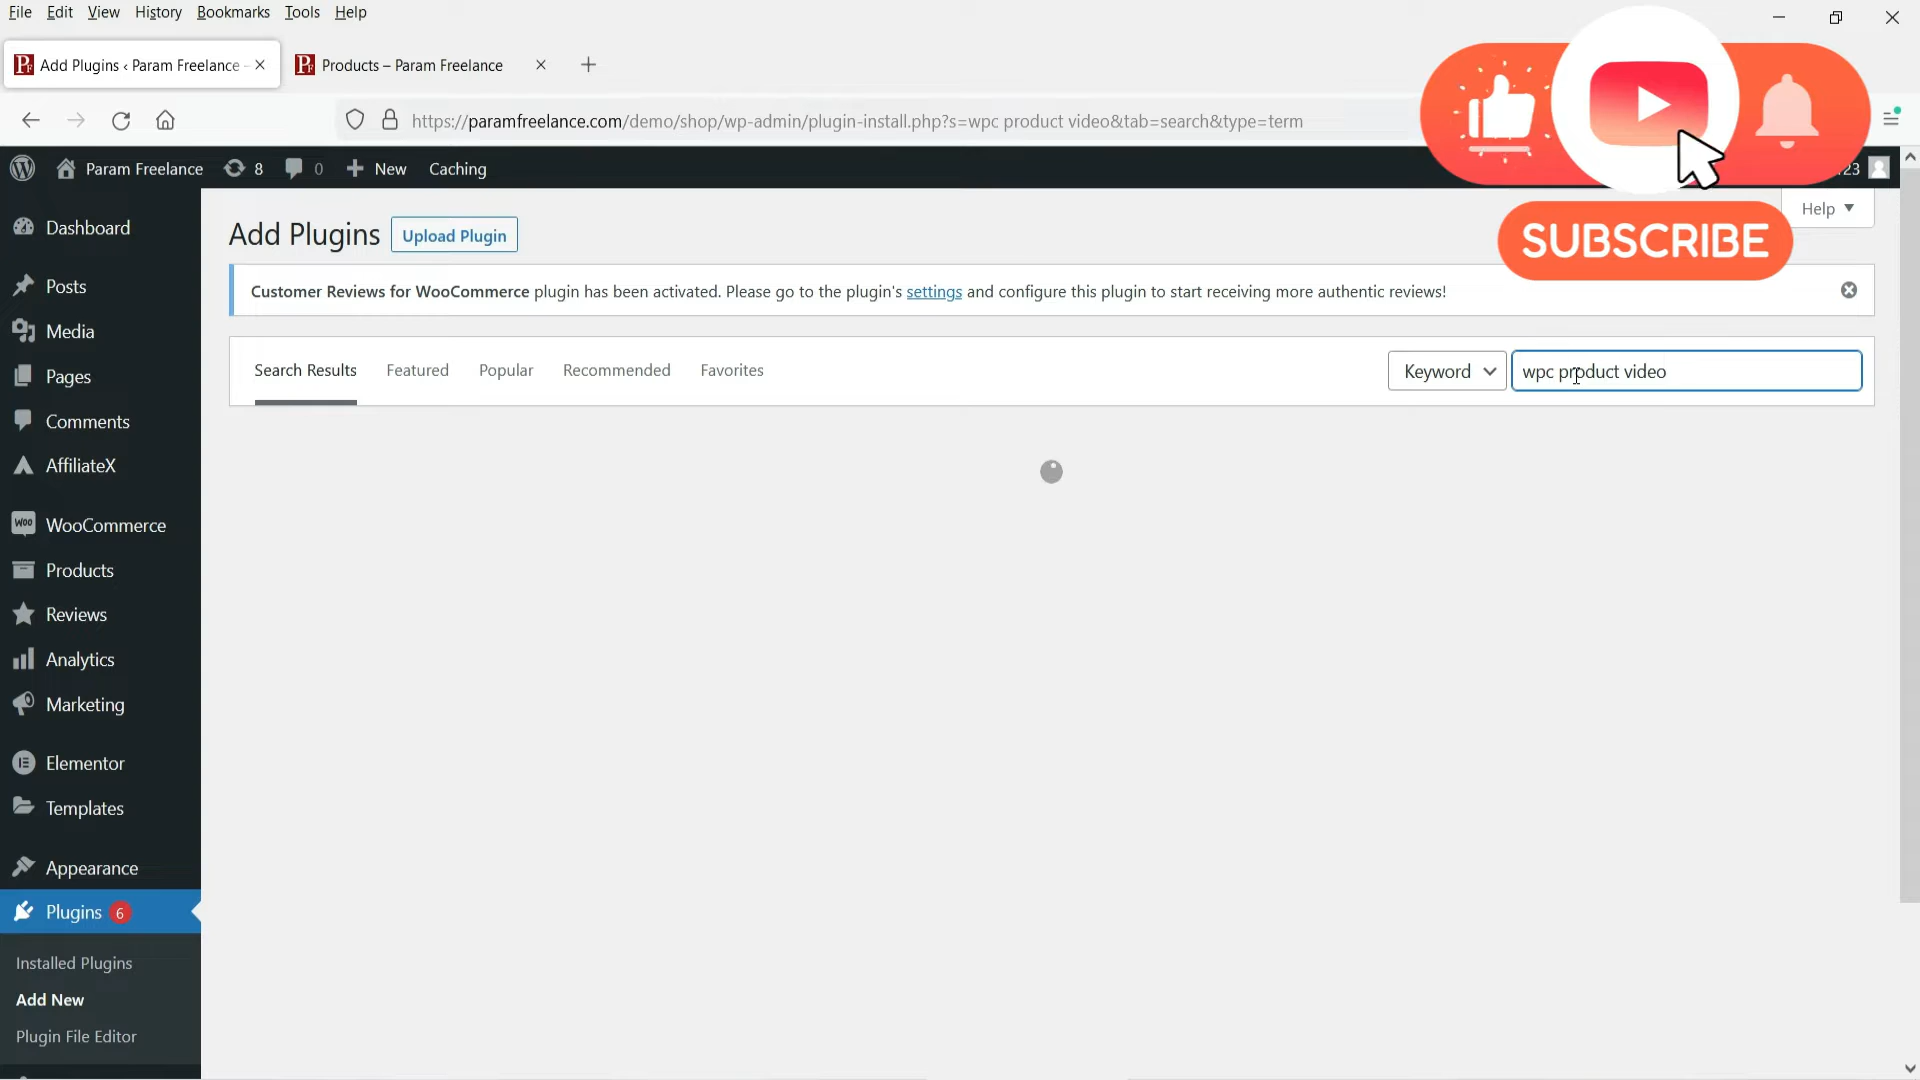 File Edit View History Bookmarks Tools Help
Add Plugins ‹ Param Freelance
Products – Param Freelance
https://paramfreelance.com/demo/shop/wp-admin/plugin-install.php?s=wpc product video&tab=search&type=term
Param Freelance 8 0 New Caching
23
Help
SUBSCRIBE
Dashboard
Posts
Media
Pages
Comments
AffiliateX
WooCommerce
Products
Reviews
Analytics
Marketing
Elementor
Templates
Appearance
Plugins 6
Installed Plugins
Add New
Plugin File Editor
Add Plugins Upload Plugin
Customer Reviews for WooCommerce plugin has been activated. Please go to the plugin's settings and configure this plugin to start receiving more authentic reviews!
Search Results Featured Popular Recommended Favorites Keyword wpc product video